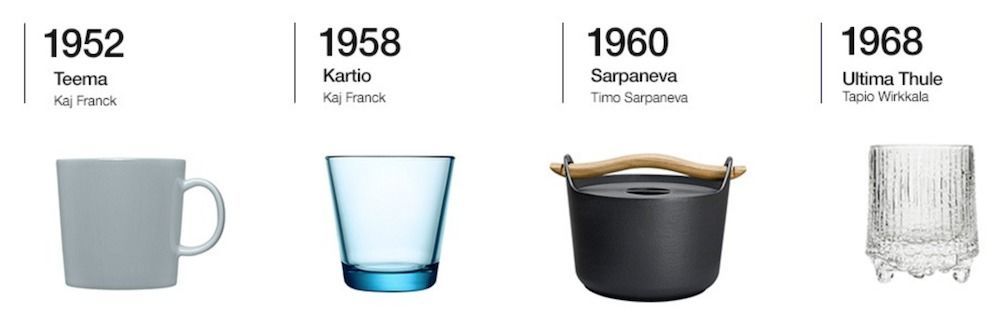 1952
Teema
Kaj Franck
1958
Kartio
Kaj Franck
1960
Sarpaneva
Timo Sarpaneva
1968
Ultima Thule
Tapio Wirkkala